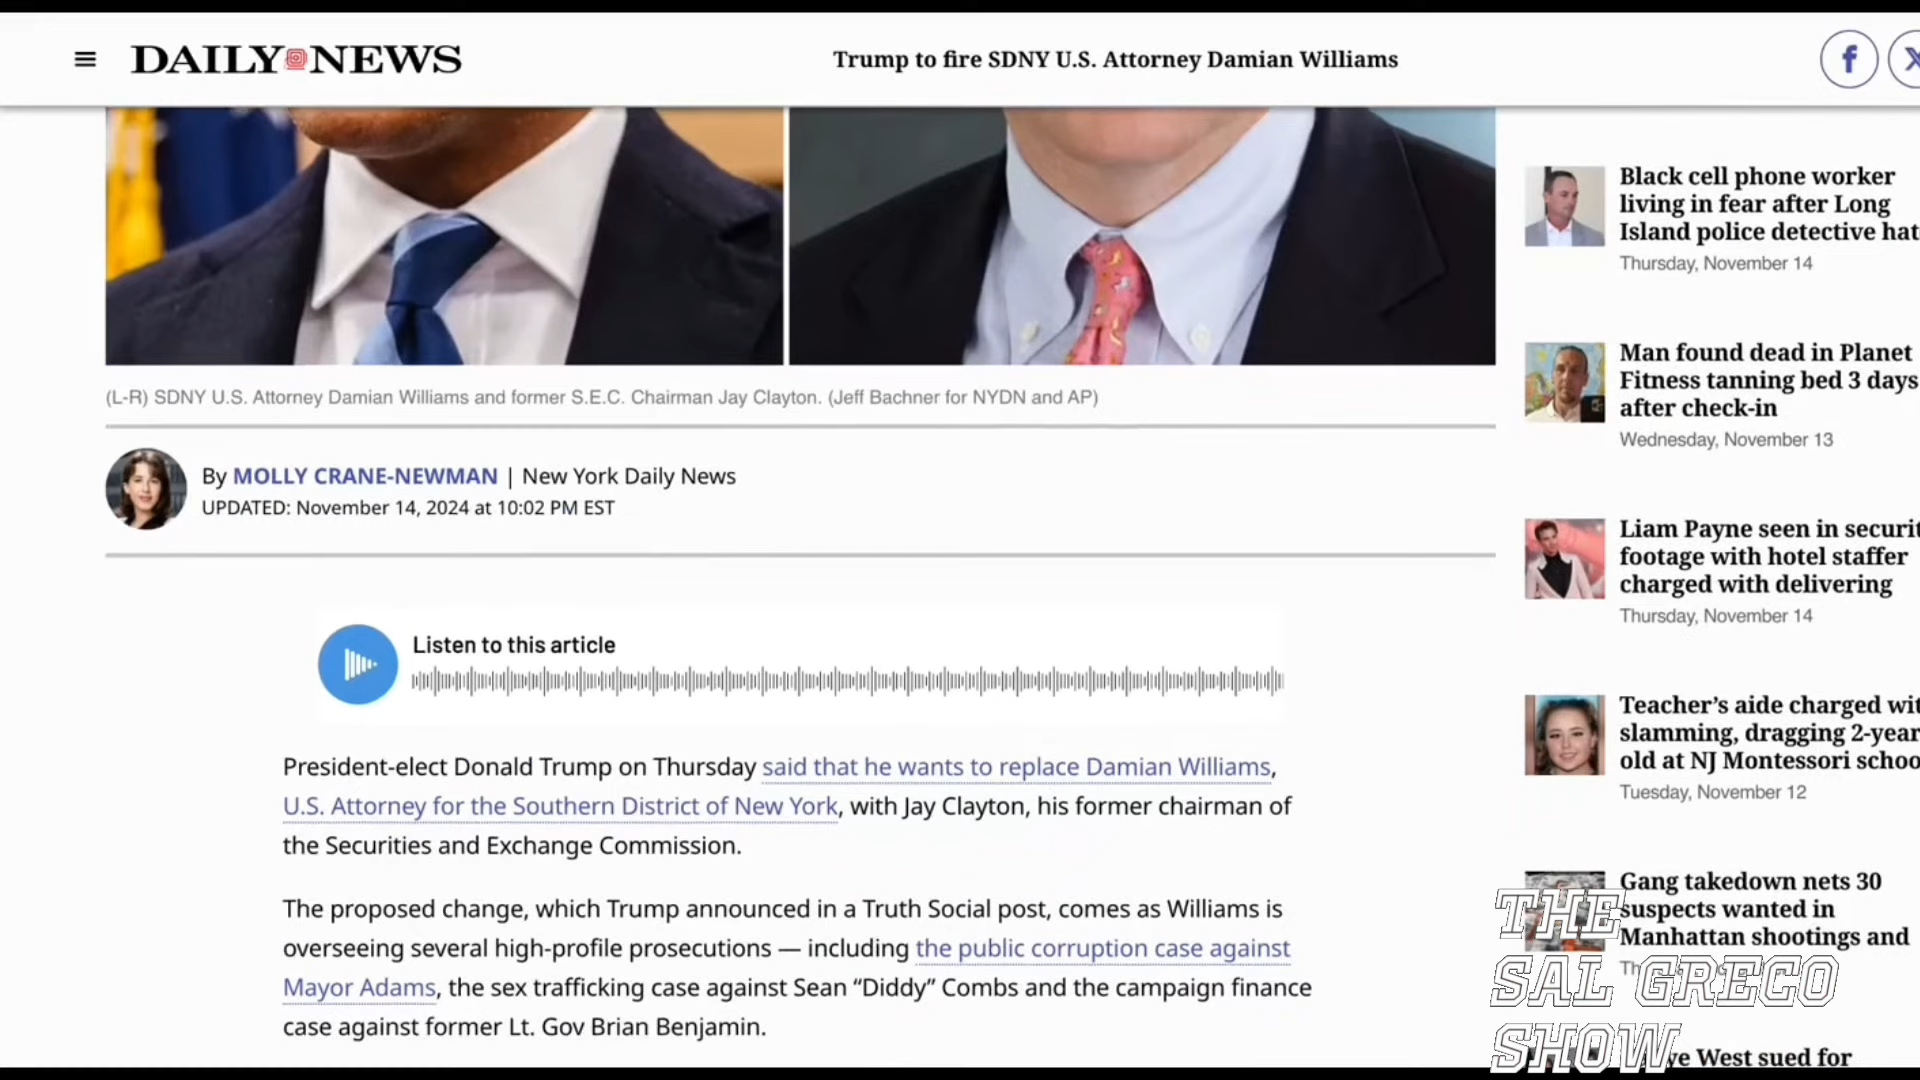 DAILY NEWS
Trump to fire SDNY U.S. Attorney Damian Williams
(L-R) SDNY U.S. Attorney Damian Williams and former S.E.C. Chairman Jay Clayton. (Jeff Bachner for NYDN and AP)
By MOLLY CRANE-NEWMAN | New York Daily News
UPDATED: November 14, 2024 at 10:02 PM EST
Listen to this article
President-elect Donald Trump on Thursday said that he wants to replace Damian Williams,
U.S. Attorney for the Southern District of New York, with Jay Clayton, his former chairman of
the Securities and Exchange Commission.
The proposed change, which Trump announced in a Truth Social post, comes as Williams is
overseeing several high-profile prosecutions — including the public corruption case against
Mayor Adams, the sex trafficking case against Sean “Diddy” Combs and the campaign finance
case against former Lt. Gov Brian Benjamin.
Black cell phone worker
living in fear after Long
Island police detective hat
Thursday, November 14
Man found dead in Planet
Fitness tanning bed 3 days
after check-in
Wednesday, November 13
Liam Payne seen in securit
footage with hotel staffer
charged with delivering
Thursday, November 14
Teacher’s aide charged wit
slamming, dragging 2-year
old at NJ Montessori schoo
Tuesday, November 12
Gang takedown nets 30
suspects wanted in
Manhattan shootings and
West sued for
THE
SAL GRECO
SHOW